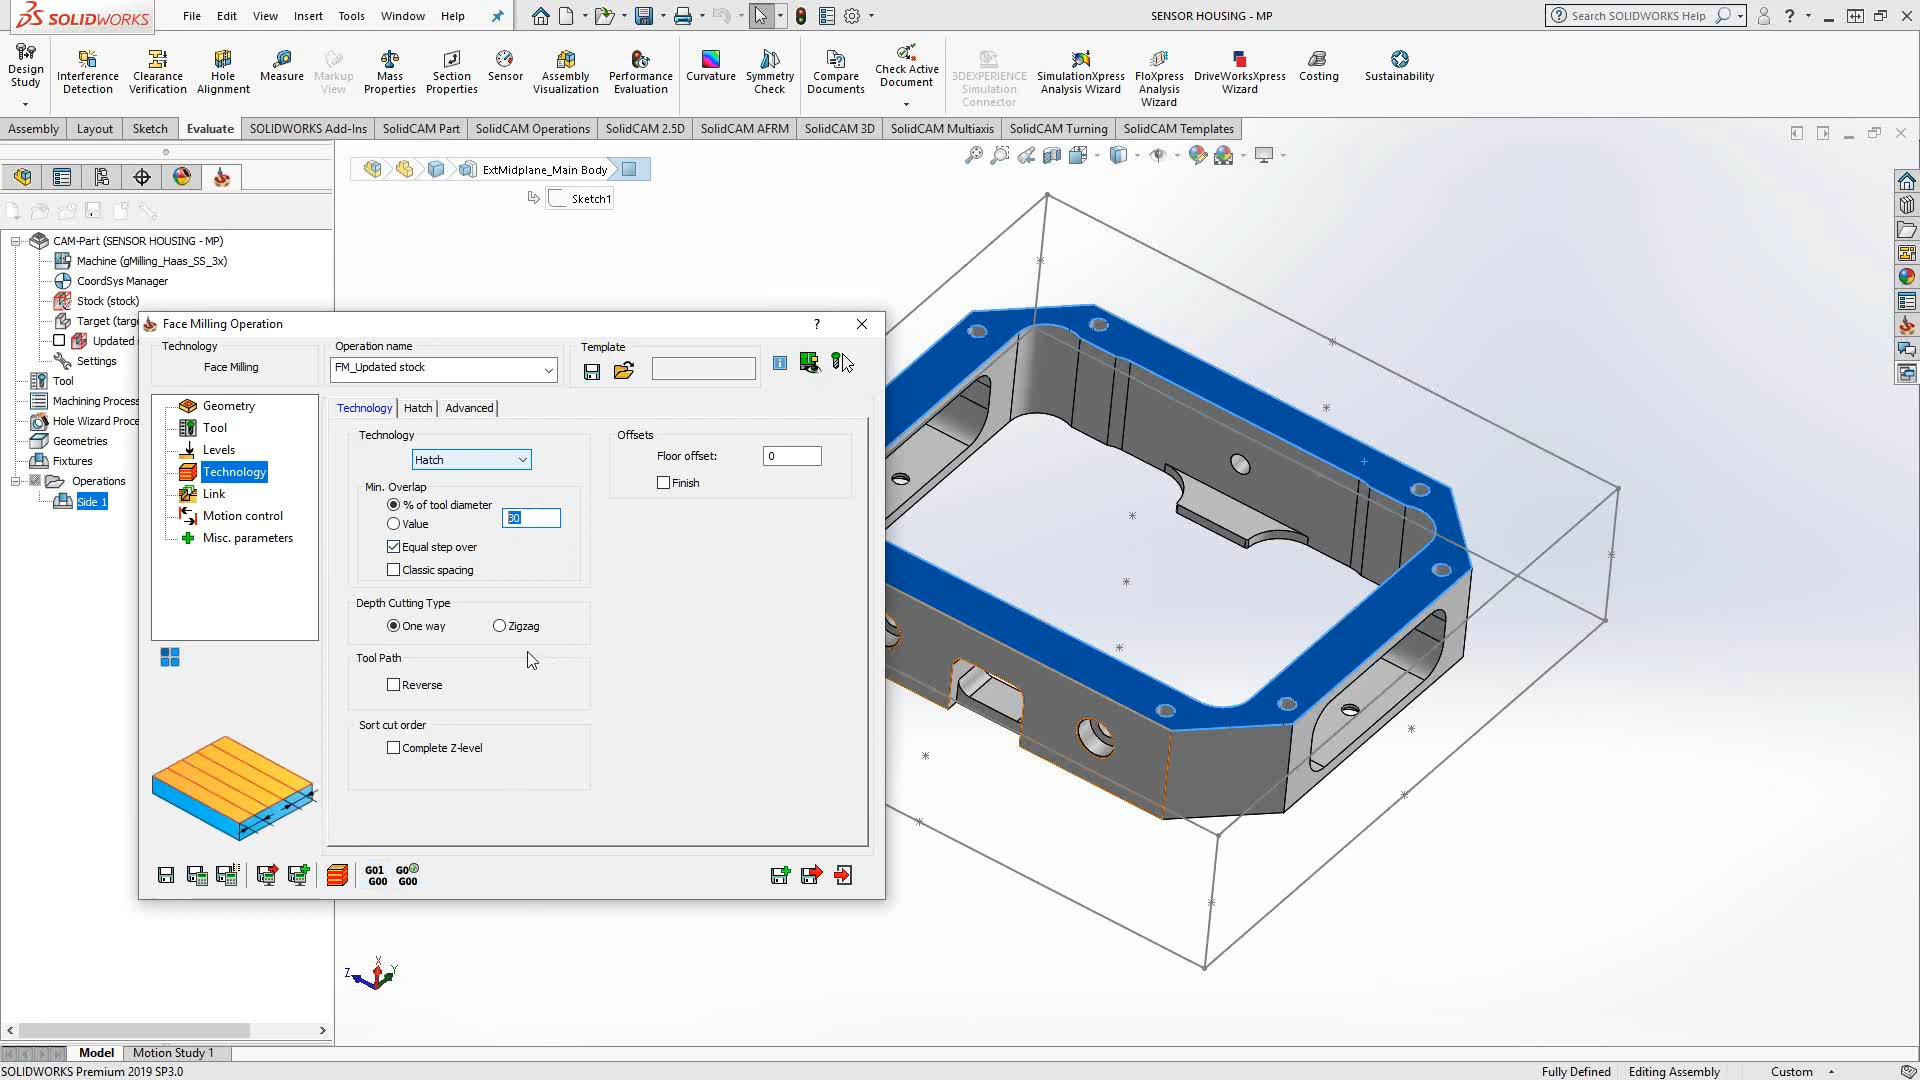 SOLIDWORKS
File Edit View Insert Tools Window Help
SENSOR HOUSING - MP
Search SOLIDWORKS Help
Design Study
Interference Detection
Clearance Verification
Hole Alignment
Measure
Markup View
Mass Properties
Section Properties
Sensor
Assembly Visualization
Performance Evaluation
Curvature
Symmetry Check
Compare Documents
Check Active Document
3DEXPERIENCE Simulation Connector
SimulationXpress Analysis Wizard
FloXpress Analysis Wizard
DriveWorksXpress Wizard
Costing
Sustainability
Assembly Layout Sketch Evaluate SOLIDWORKS Add-Ins SolidCAM Part SolidCAM Operations SolidCAM 2.5D SolidCAM AFRM SolidCAM 3D SolidCAM Multiaxis SolidCAM Turning SolidCAM Templates
ExtMidplane_Main Body
Sketch1
CAM-Part (SENSOR HOUSING - MP)
Machine (gMilling_Haas_SS_3x)
CoordSys Manager
Stock (stock)
Target (targ
Updated s
Settings
Tool
Machining Process
Hole Wizard Proce
Geometries
Fixtures
Operations
Side 1
Face Milling Operation
?
Technology
Face Milling
Operation name
FM_Updated stock
Template
Geometry
Tool
Levels
Technology
Link
Motion control
Misc. parameters
Technology Hatch Advanced
Technology
Hatch
Min. Overlap
% of tool diameter
Value
30
Equal step over
Classic spacing
Offsets
Floor offset: 0
Finish
Depth Cutting Type
One way Zigzag
Tool Path
Reverse
Sort cut order
Complete Z-level
G01 G00
G0 G00
Z X Y
Model Motion Study 1
SOLIDWORKS Premium 2019 SP3.0
Fully Defined Editing Assembly Custom